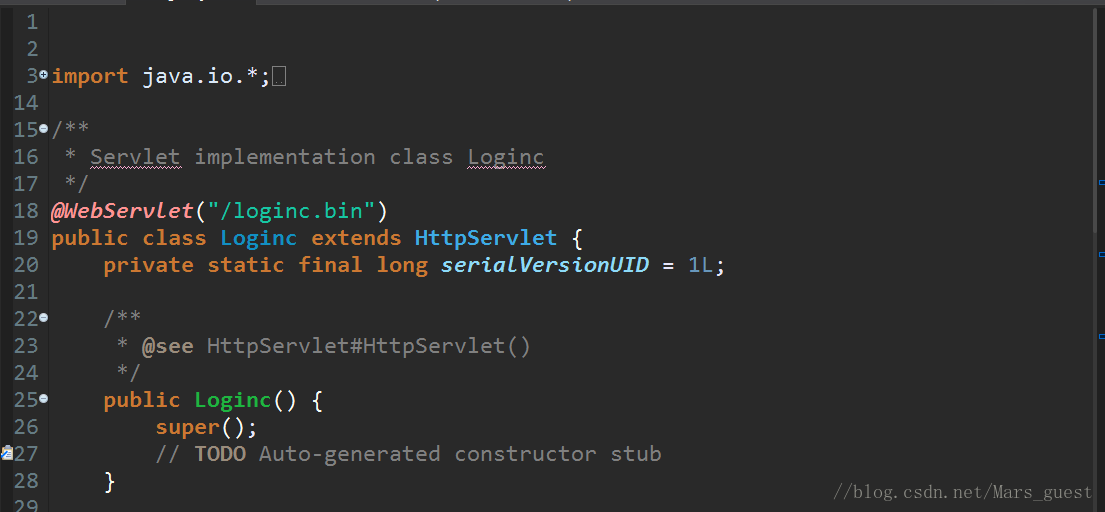 1
2
3 import java.io.*;
14
15 /**
16  * Servlet implementation class Loginc
17  */
18 @WebServlet("/loginc.bin")
19 public class Loginc extends HttpServlet {
20     private static final long serialVersionUID = 1L;
21
22     /**
23      * @see HttpServlet#HttpServlet()
24      */
25     public Loginc() {
26         super();
27         // TODO Auto-generated constructor stub
28     }
29
//blog.csdn.net/Mars_guest